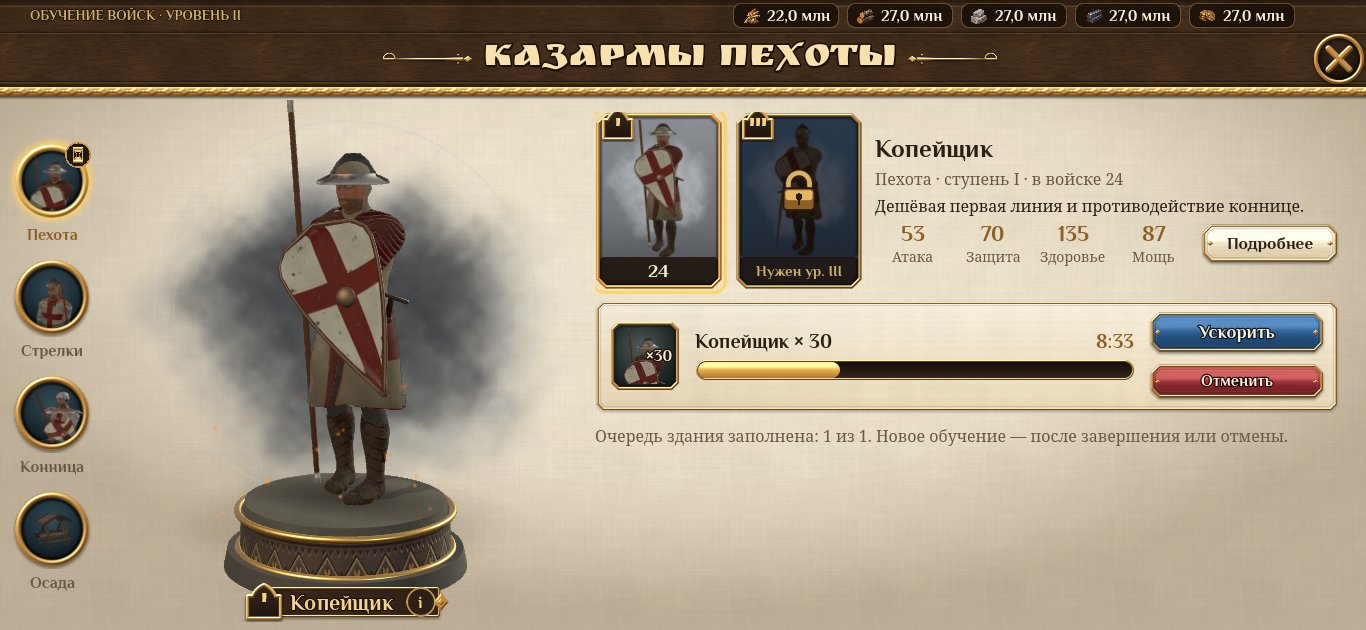 ОБУЧЕНИЕ ВОЙСК · УРОВЕНЬ II
22,0 млн
27,0 млн
27,0 млн
27,0 млн
27,0 млн
КАЗАРМЫ ПЕХОТЫ
Пехота
Стрелки
Конница
Осада
Копейщик
i
I
24
III
Нужен ур. III
Копейщик
Пехота · ступень I · в войске 24
Дешёвая первая линия и противодействие коннице.
53 70 135 87
Атака Защита Здоровье Мощь
Подробнее
×30
Копейщик × 30
8:33
Ускорить
Отменить
Очередь здания заполнена: 1 из 1. Новое обучение — после завершения или отмены.